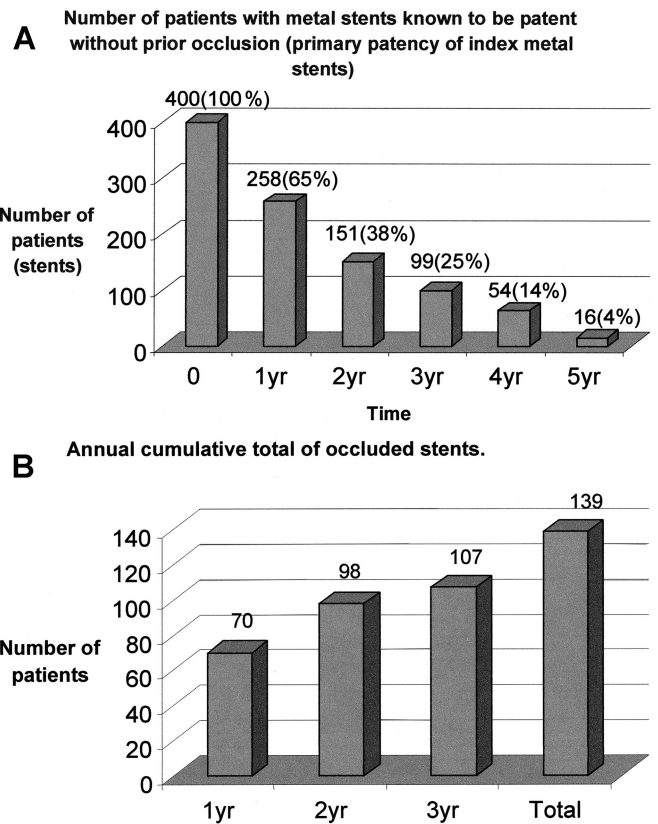 A
Number of patients with metal stents known to be patent
without prior occlusion (primary patency of index metal
stents)
400(100%)
400
258(65%)
300
Number of
patients
(stents)
200
151(38%)
99(25%)
100
54(14%)
16(4%)
0
0 1yr 2yr 3yr 4yr 5yr
Time
B
Annual cumulative total of occluded stents.
139
140
107
120
98
100
70
80
Number of
patients
60
40
20
0
1yr 2yr 3yr Total